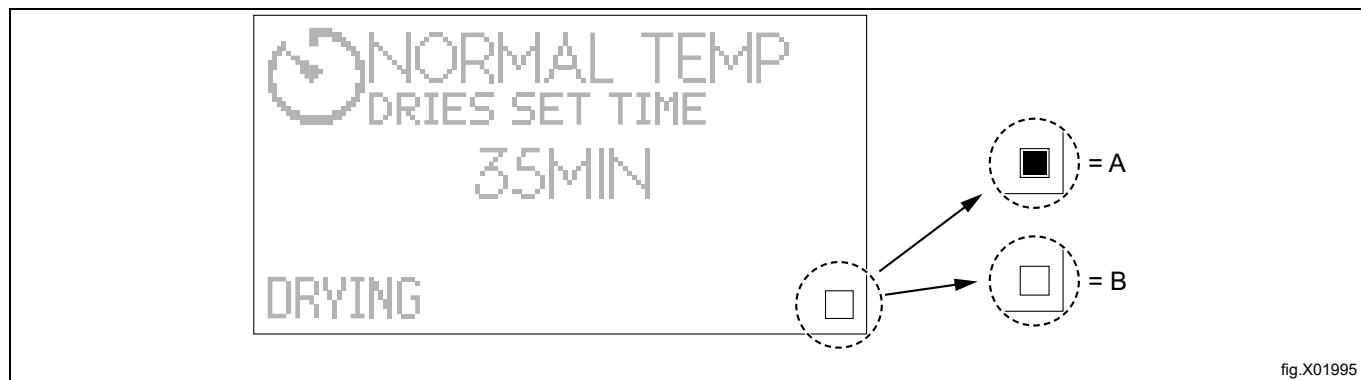 NORMAL TEMP
DRIES SET TIME
35MIN
DRYING
= A
= B
fig.X01995